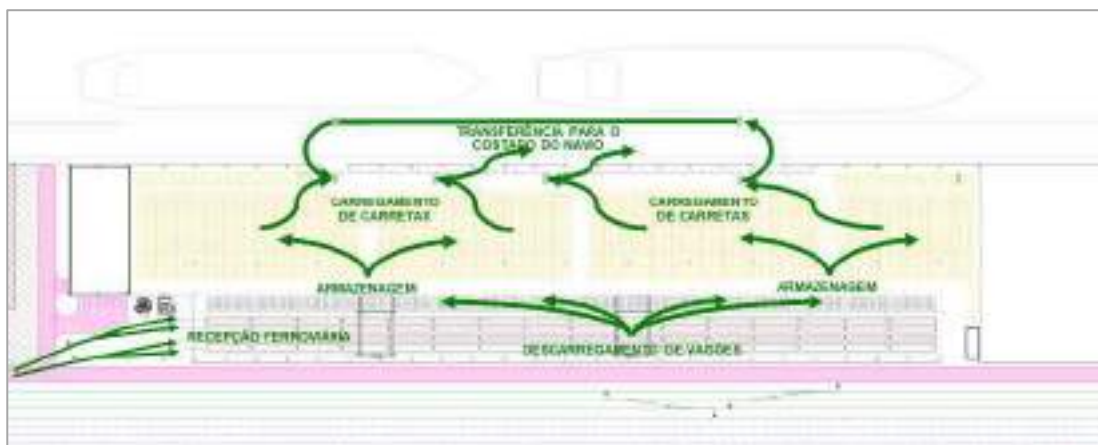 TRANSFERÊNCIA PARA O
COSTADO DO NAVIO
CARREGAMENTO
DE CARRETAS
CARREGAMENTO
DE CARRETAS
ARMAZENAGEM
ARMAZENAGEM
RECEPÇÃO FERROVIÁRIA
DESCARREGAMENTO DE VAGÕES